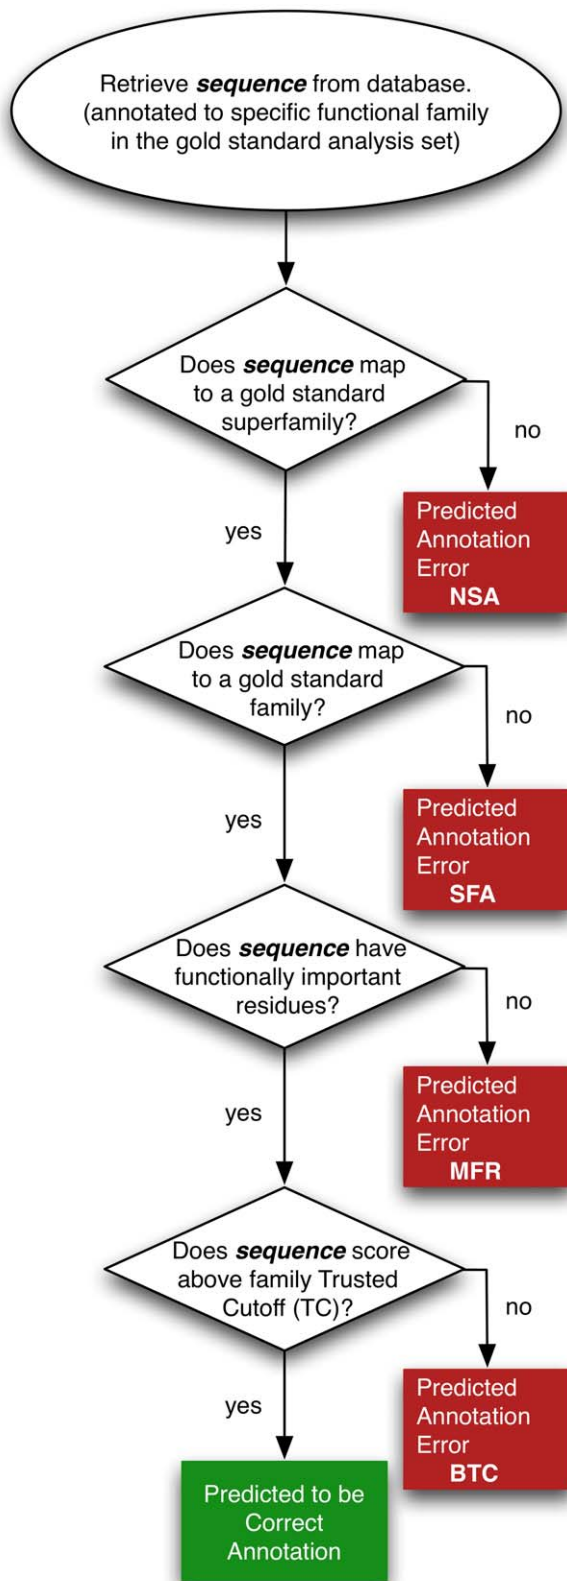 Retrieve sequence from database.
(annotated to specific functional family
in the gold standard analysis set)
Does sequence map
to a gold standard
superfamily?
no
yes
Predicted
Annotation
Error
NSA
Does sequence map
to a gold standard
family?
no
yes
Predicted
Annotation
Error
SFA
Does sequence have
functionally important
residues?
no
yes
Predicted
Annotation
Error
MFR
Does sequence score
above family Trusted
Cutoff (TC)?
no
yes
Predicted
Annotation
Error
BTC
Predicted to be
Correct
Annotation